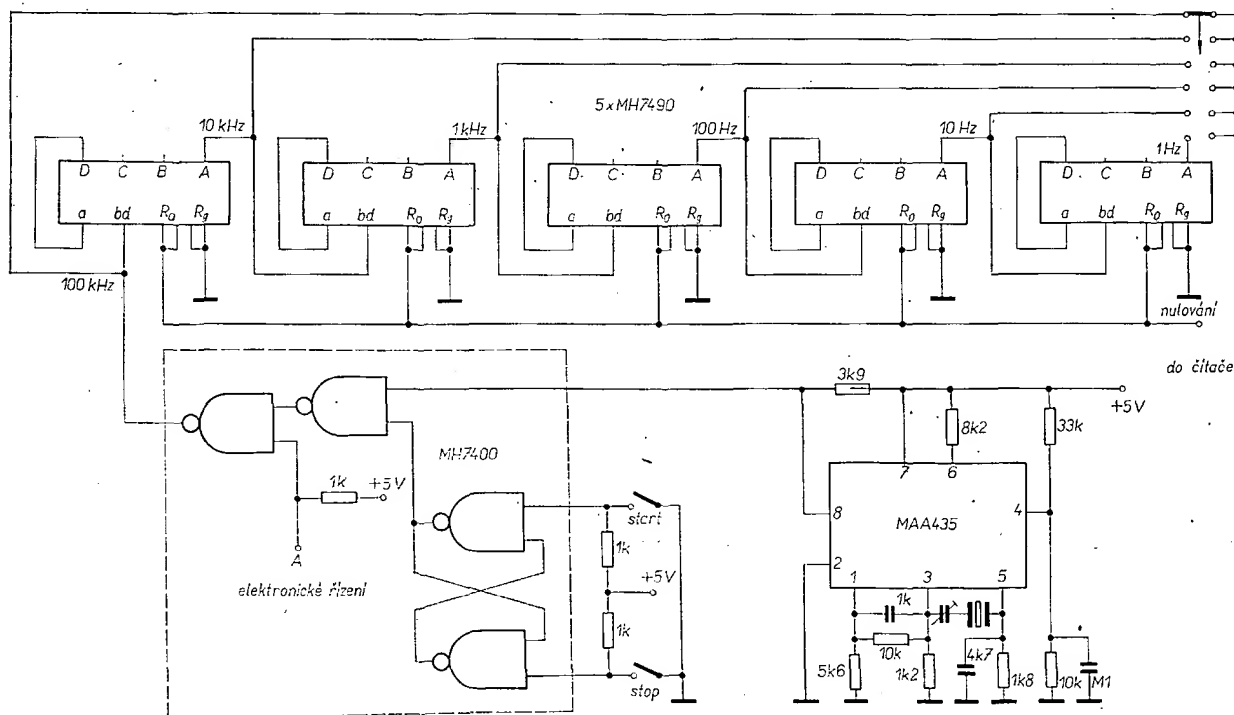 5xMH7490
10 kHz
1 kHz
100 Hz
10 Hz
1 Hz
D C B A
D C B A
D C B A
D C B A
D C B A
a bd R0 Rg
a bd R0 Rg
a bd R0 Rg
a bd R0 Rg
a bd R0 Rg
100 kHz
nulování
do čítače
3k9
+5V
8k2
33k
MH7400
1k
+5V
A
elektronické řízení
start
1k
+5V
1k
stop
7 6
8
MAA435
4
2
1 3 5
1k
10k
5k6
1k2
4k7
1k8
10k
M1